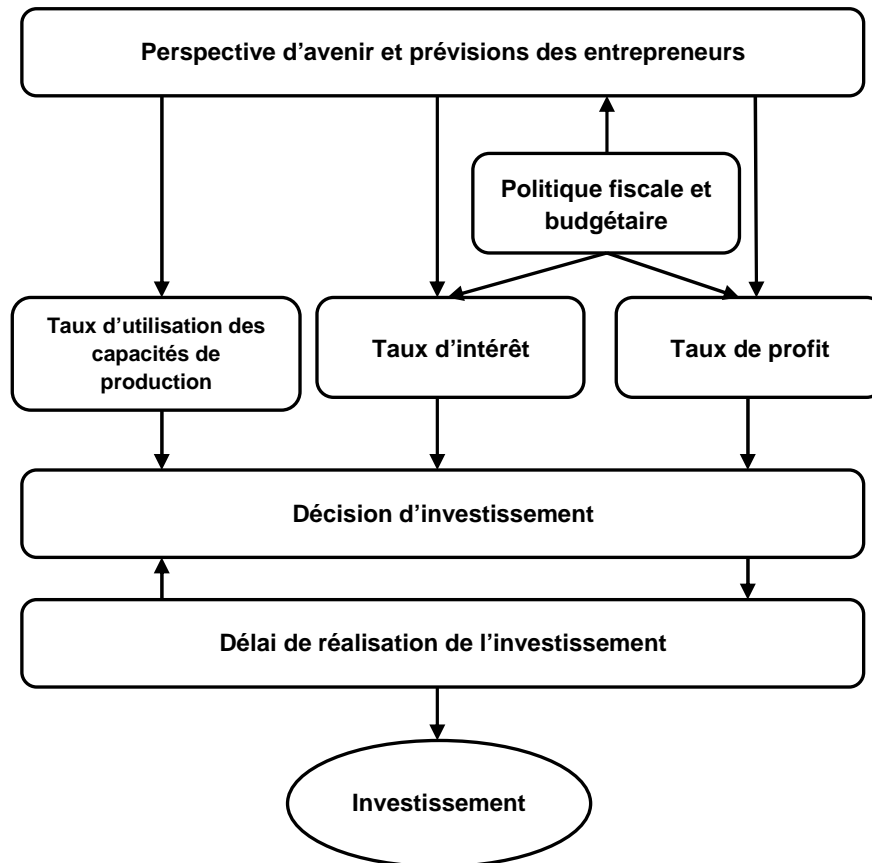 Perspective d’avenir et prévisions des entrepreneurs
Politique fiscale et
budgétaire
Taux d’utilisation des
capacités de
production
Taux d’intérêt
Taux de profit
Décision d’investissement
Délai de réalisation de l’investissement
Investissement